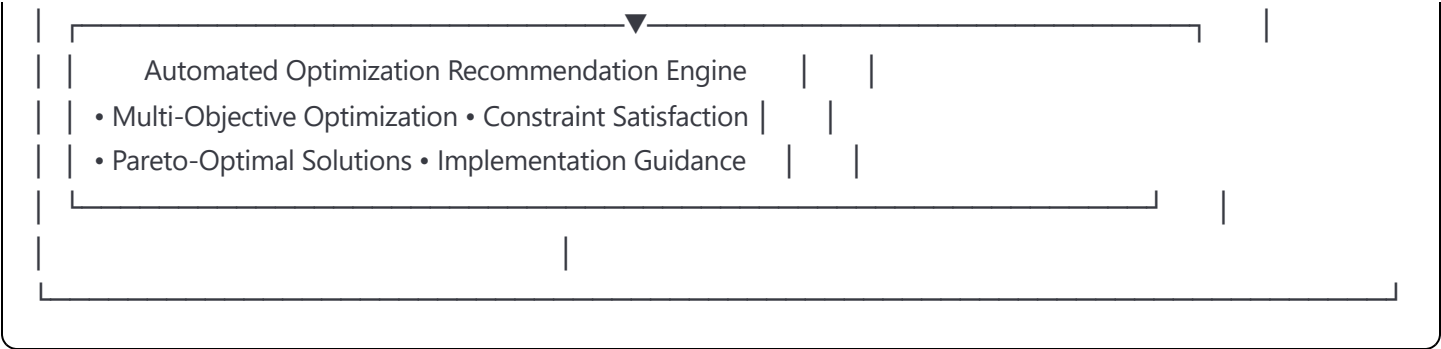 Automated Optimization Recommendation Engine
• Multi-Objective Optimization • Constraint Satisfaction
• Pareto-Optimal Solutions • Implementation Guidance